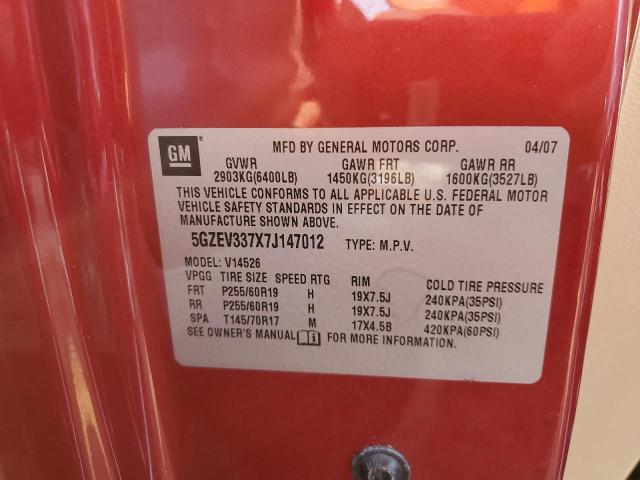 GM ® MFD BY GENERAL MOTORS CORP. 04/07
GVWR GAWR FRT GAWR RR
2903KG(6400LB) 1450KG(3196LB) 1600KG(3527LB)
THIS VEHICLE CONFORMS TO ALL APPLICABLE U.S. FEDERAL MOTOR
VEHICLE SAFETY STANDARDS IN EFFECT ON THE DATE OF
MANUFACTURE SHOWN ABOVE.
5GZEV337X7J147012 TYPE: M.P.V.
MODEL: V14526
VPGG TIRE SIZE SPEED RTG RIM COLD TIRE PRESSURE
FRT P255/60R19 H 19X7.5J 240KPA(35PSI)
RR P255/60R19 H 19X7.5J 240KPA(35PSI)
SPA T145/70R17 M 17X4.5B 420KPA(60PSI)
SEE OWNER'S MANUAL FOR MORE INFORMATION.